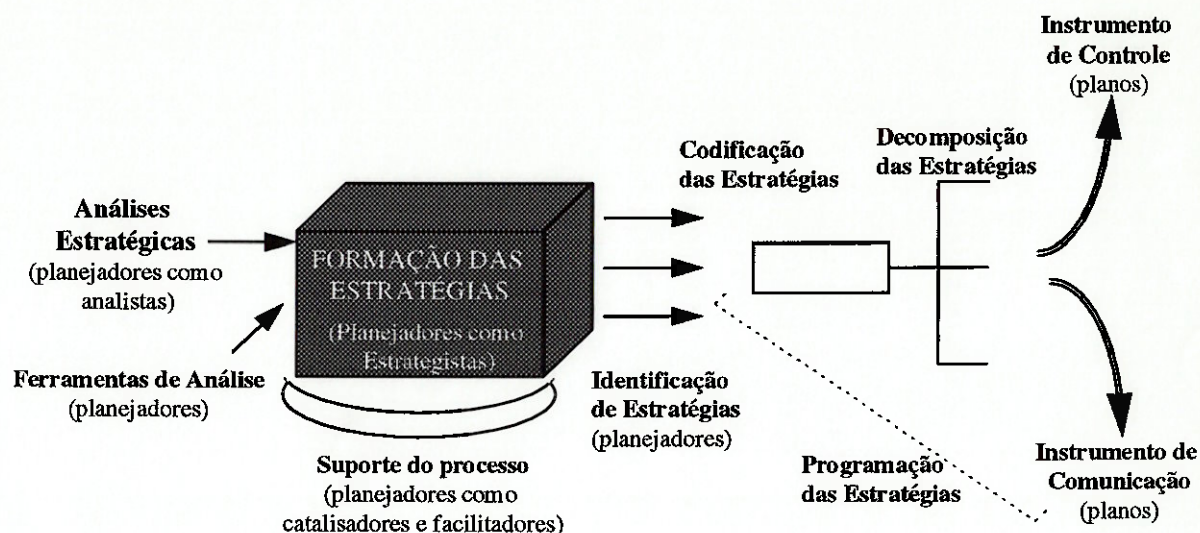 Instrumento
de Controle
(planos)
Codificação
das Estratégias
Decomposição
das Estratégias
Análises
Estratégicas
(planejadores como
analistas)
FORMAÇÃO DAS
ESTRATÉGIAS
(Planejadores como
Estrategistas)
Ferramentas de Análise
(planejadores)
Identificação
de Estratégias
(planejadores)
Suporte do processo
(planejadores como
catalisadores e facilitadores)
Programação
das Estratégias
Instrumento de
Comunicação
(planos)